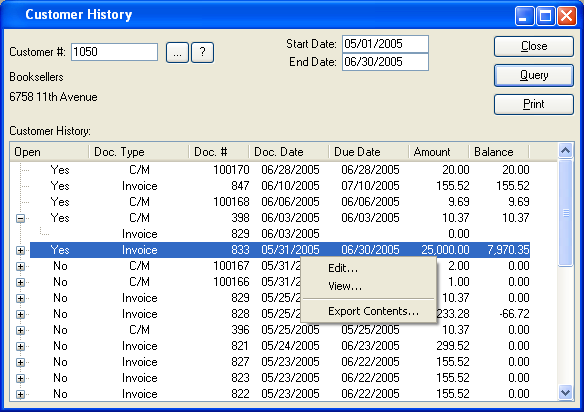 Customer History
Customer #: 1050 ... ? Start Date: 05/01/2005 Close
End Date: 06/30/2005
Booksellers Query
6758 11th Avenue
Print
Customer History:
Open Doc. Type Doc. # Doc. Date Due Date Amount Balance
Yes C/M 100170 06/28/2005 06/28/2005 20.00 20.00
Yes Invoice 847 06/10/2005 07/10/2005 155.52 155.52
Yes C/M 100168 06/06/2005 06/06/2005 9.69 9.69
Yes C/M 398 06/03/2005 06/03/2005 10.37 10.37
Invoice 829 06/03/2005 0.00
Yes Invoice 833 05/31/2005 06/30/2005 25,000.00 7,970.35
No C/M 100167 05/31/2 2.00 0.00
No C/M 100166 05/31/2 1.00 0.00
No Invoice 829 05/25/2 10.37 0.00
No Invoice 828 05/25/2 233.28 -66.72
No C/M 396 05/25/2005 05/25/2005 10.37 0.00
No Invoice 821 05/24/2005 06/23/2005 299.52 0.00
No Invoice 827 05/23/2005 06/22/2005 155.52 0.00
No Invoice 823 05/23/2005 06/22/2005 155.52 0.00
No Invoice 822 05/23/2005 06/22/2005 155.52 0.00
Edit...
View...
Export Contents...